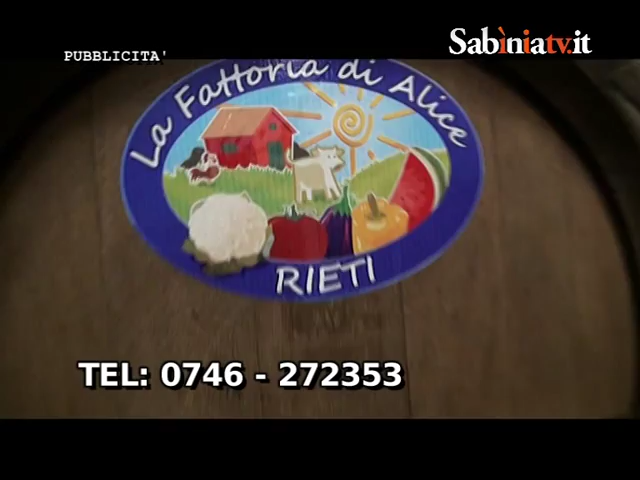 PUBBLICITA'
Sabìniatv.it
La Fattoria di Alice
RIETI
TEL: 0746 - 272353